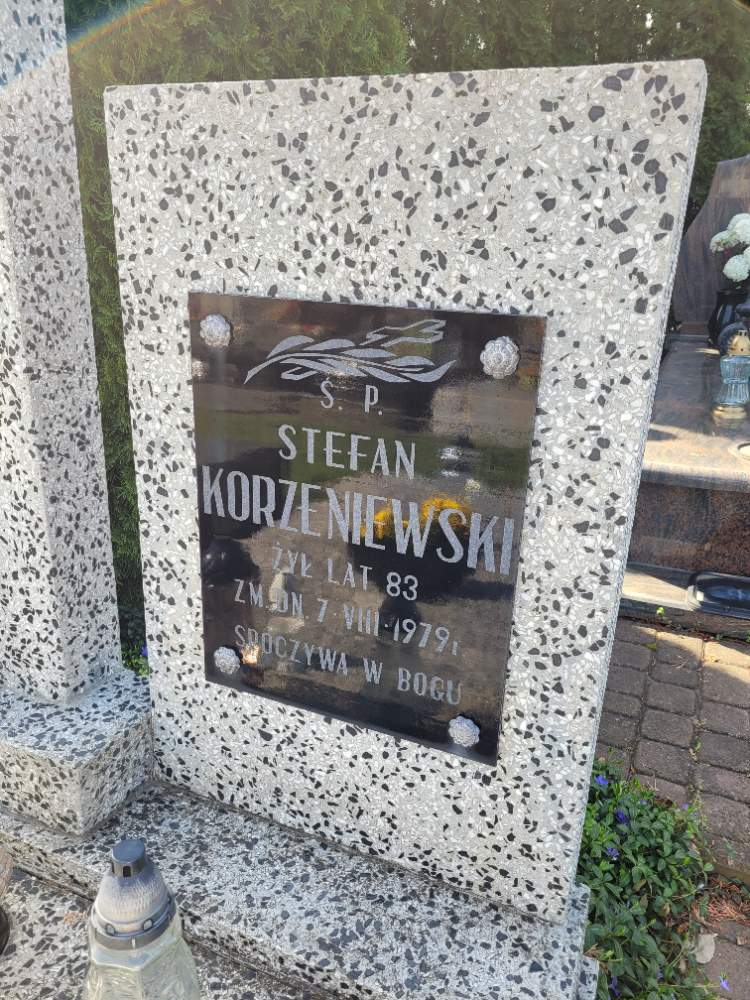 Ś. P.
STEFAN
KORZENIEWSKI
ŻYŁ LAT 83
ZM. DN. 7-VIII-1979 r.
SPOCZYWA W BOGU